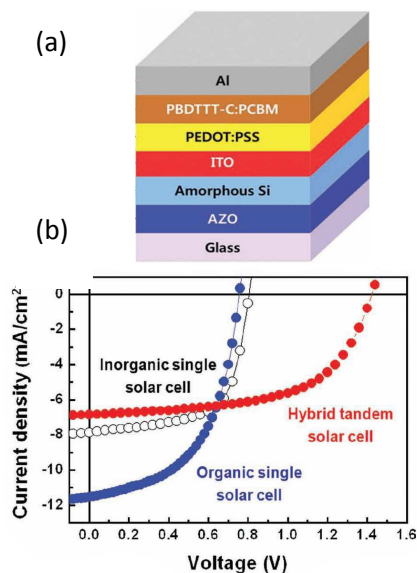 (a)
Al
PBDTTT-C:PCBM
PEDOT:PSS
ITO
Amorphous Si
AZO
Glass
(b)
Current density (mA/cm²)
0
-2
-4
-6
-8
-10
-12
Inorganic single
solar cell
Hybrid tandem
solar cell
Organic single
solar cell
0.0 0.2 0.4 0.6 0.8 1.0 1.2 1.4 1.6
Voltage (V)